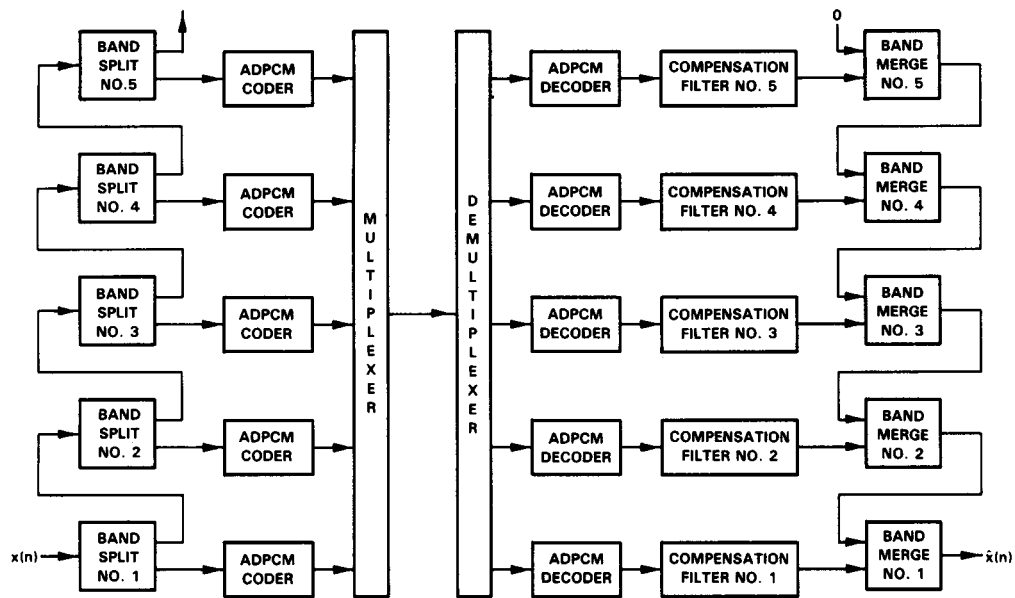 BAND
SPLIT
NO.5
ADPCM
CODER
ADPCM
DECODER
COMPENSATION
FILTER NO. 5
0
BAND
MERGE
NO. 5
BAND
SPLIT
NO. 4
ADPCM
CODER
ADPCM
DECODER
COMPENSATION
FILTER NO. 4
BAND
MERGE
NO. 4
MULTIPLEXER
DEMULTIPLEXER
BAND
SPLIT
NO. 3
ADPCM
CODER
ADPCM
DECODER
COMPENSATION
FILTER NO. 3
BAND
MERGE
NO. 3
BAND
SPLIT
NO. 2
ADPCM
CODER
ADPCM
DECODER
COMPENSATION
FILTER NO. 2
BAND
MERGE
NO. 2
x(n)
BAND
SPLIT
NO. 1
ADPCM
CODER
ADPCM
DECODER
COMPENSATION
FILTER NO. 1
BAND
MERGE
NO. 1
x̂(n)